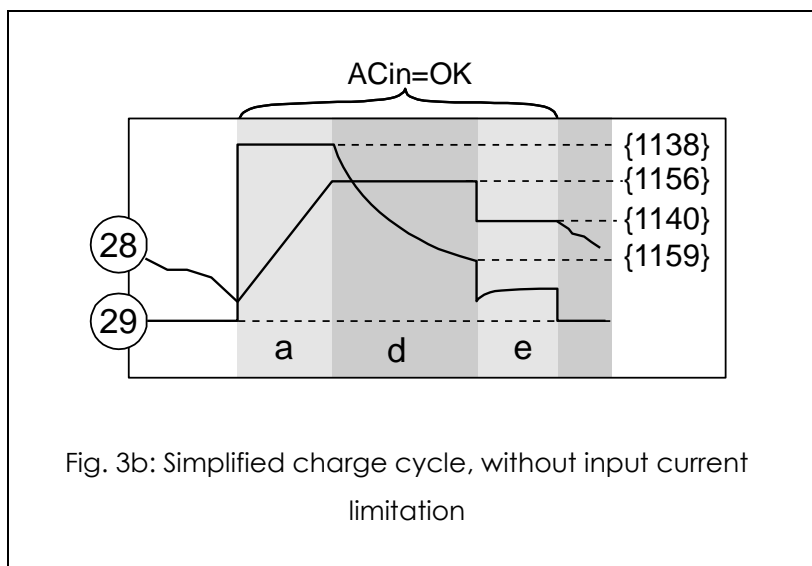 ACin=OK
{1138}
{1156}
{1140}
{1159}
28
29
a d e
Fig. 3b: Simplified charge cycle, without input current
limitation